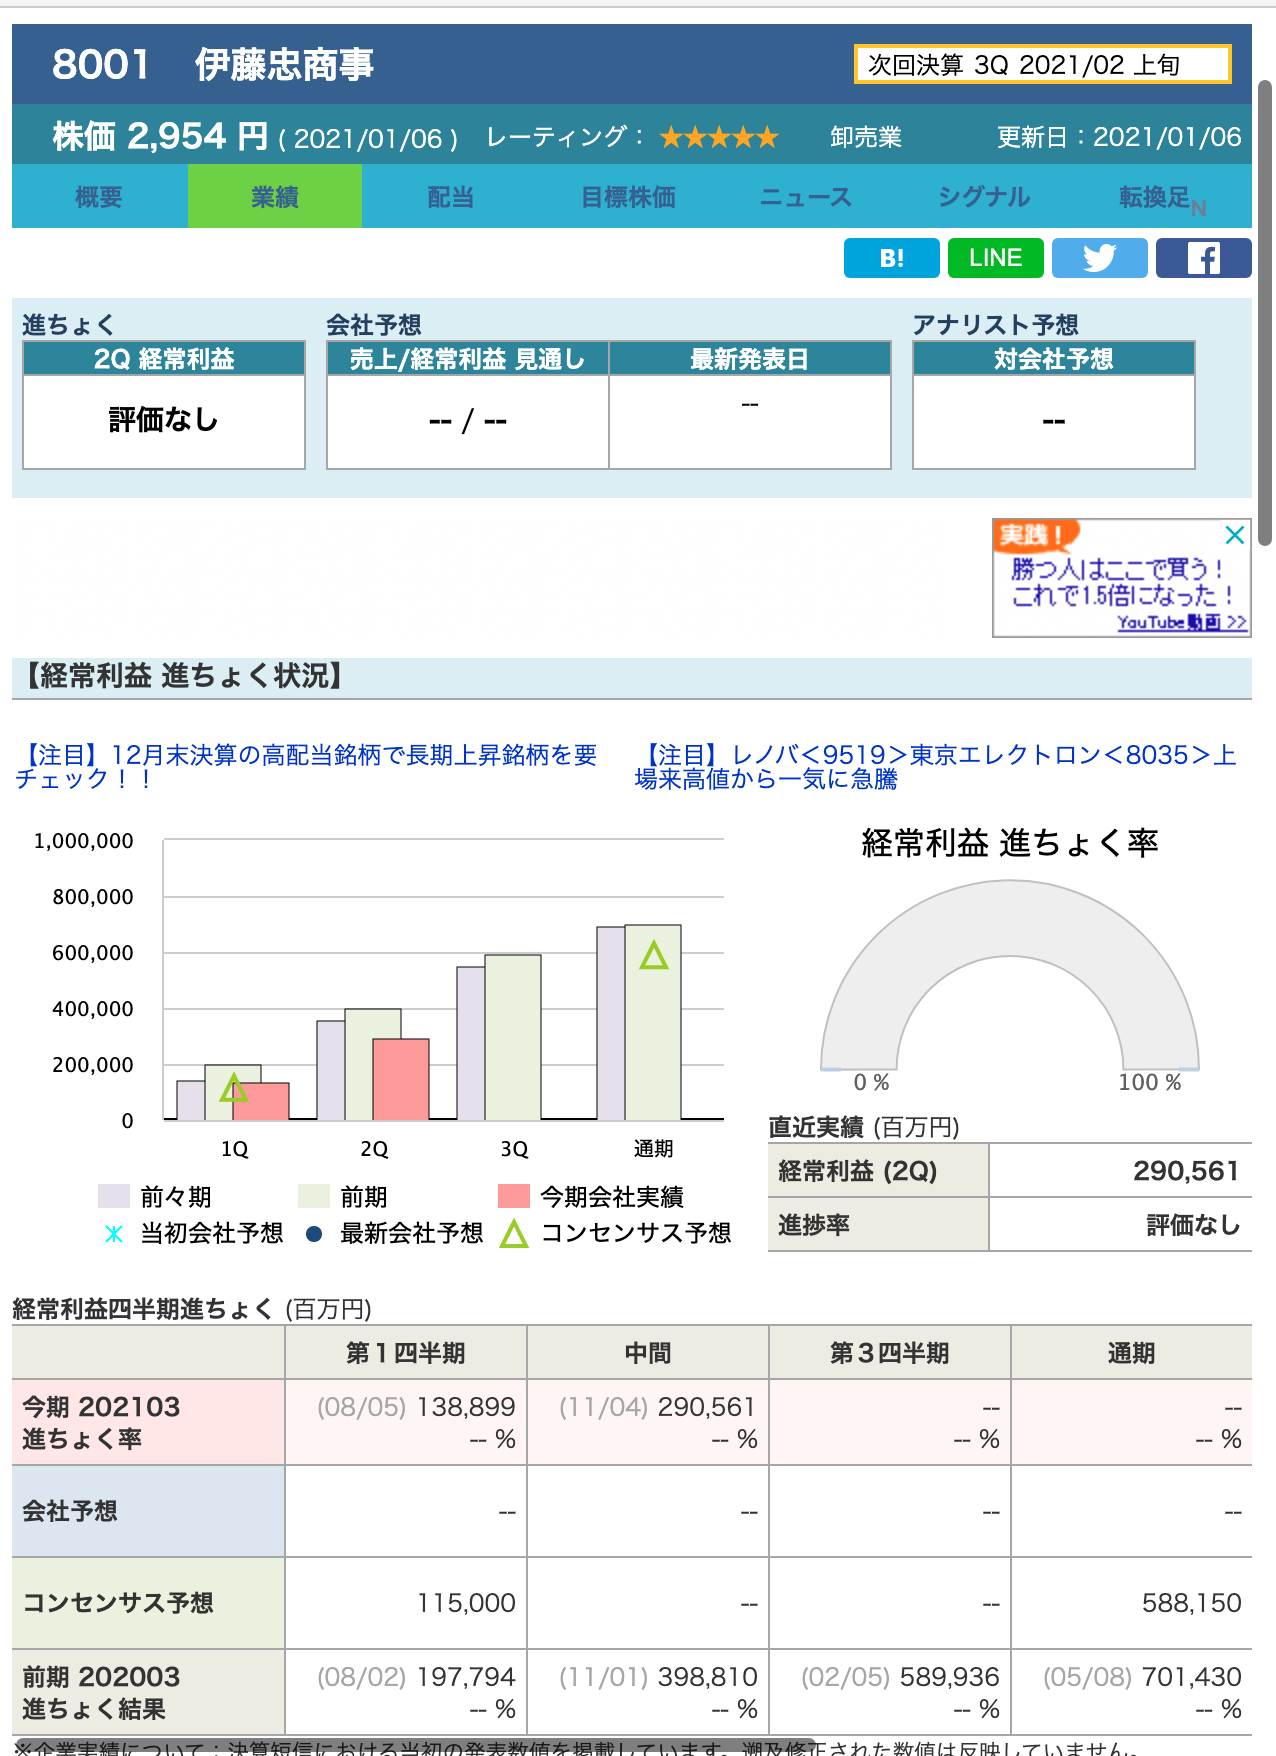 8001 伊藤忠商事
次回決算 3Q 2021/02 上旬
株価 2,954 円 ( 2021/01/06 ) レーティング： ★★★★★ 卸売業 更新日：2021/01/06
概要 業績 配当 目標株価 ニュース シグナル 転換足N
B! LINE
進ちょく 会社予想 アナリスト予想
2Q 経常利益 売上/経常利益 見通し 最新発表日 対会社予想
評価なし -- / -- -- --
実践！
勝つ人はここで買う！
これで1.5倍になった！
YouTube動画 >>
【経常利益 進ちょく状況】
【注目】12月末決算の高配当銘柄で長期上昇銘柄を要
チェック！！
【注目】レノバ<9519>東京エレクトロン<8035>上
場来高値から一気に急騰
1,000,000
800,000
600,000
400,000
200,000
0
1Q 2Q 3Q 通期
前々期 前期 今期会社実績
当初会社予想 最新会社予想 コンセンサス予想
経常利益 進ちょく率
0 % 100 %
直近実績 (百万円)
経常利益 (2Q) 290,561
進捗率 評価なし
経常利益四半期進ちょく (百万円)
第１四半期 中間 第３四半期 通期
今期 202103 (08/05) 138,899 (11/04) 290,561 -- --
進ちょく率 -- % -- % -- % -- %
会社予想 -- -- -- --
コンセンサス予想 115,000 -- -- 588,150
前期 202003 (08/02) 197,794 (11/01) 398,810 (02/05) 589,936 (05/08) 701,430
進ちょく結果 -- % -- % -- % -- %
※企業実績について：決算短信における当初の発表数値を掲載しています。遡及修正された数値は反映していません。